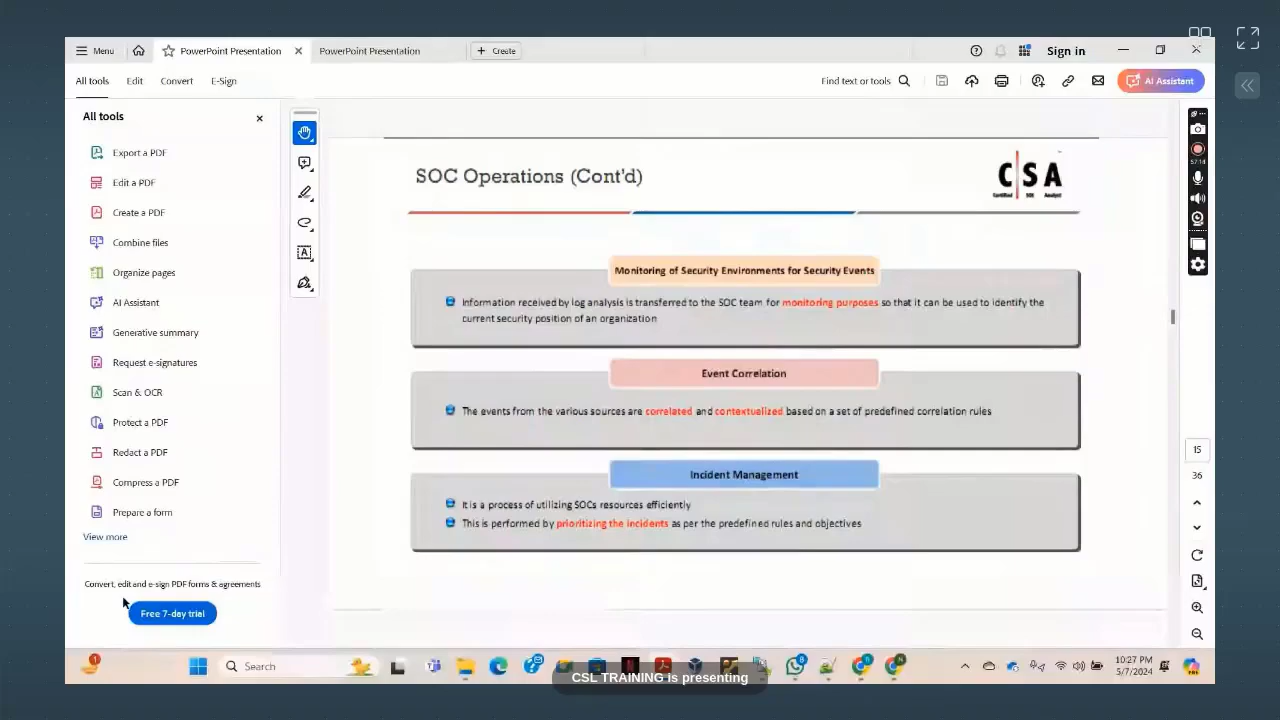 Menu
PowerPoint Presentation
PowerPoint Presentation
Create
Sign in
All tools
Edit
Convert
E-Sign
Find text or tools
AI Assistant
All tools
Export a PDF
Edit a PDF
Create a PDF
Combine files
Organize pages
AI Assistant
Generative summary
Request e-signatures
Scan & OCR
Protect a PDF
Redact a PDF
Compress a PDF
Prepare a form
View more
Convert, edit and e-sign PDF forms & agreements
Free 7-day trial
SOC Operations (Cont'd)
CSA
Certified SOC Analyst
Monitoring of Security Environments for Security Events
Information received by log analysis is transferred to the SOC team for monitoring purposes so that it can be used to identify the
current security position of an organization
Event Correlation
The events from the various sources are correlated and contextualized based on a set of predefined correlation rules
Incident Management
It is a process of utilizing SOCs resources efficiently
This is performed by prioritizing the incidents as per the predefined rules and objectives
57:14
15
36
Search
10:27 PM
5/7/2024
CSL TRAINING is presenting